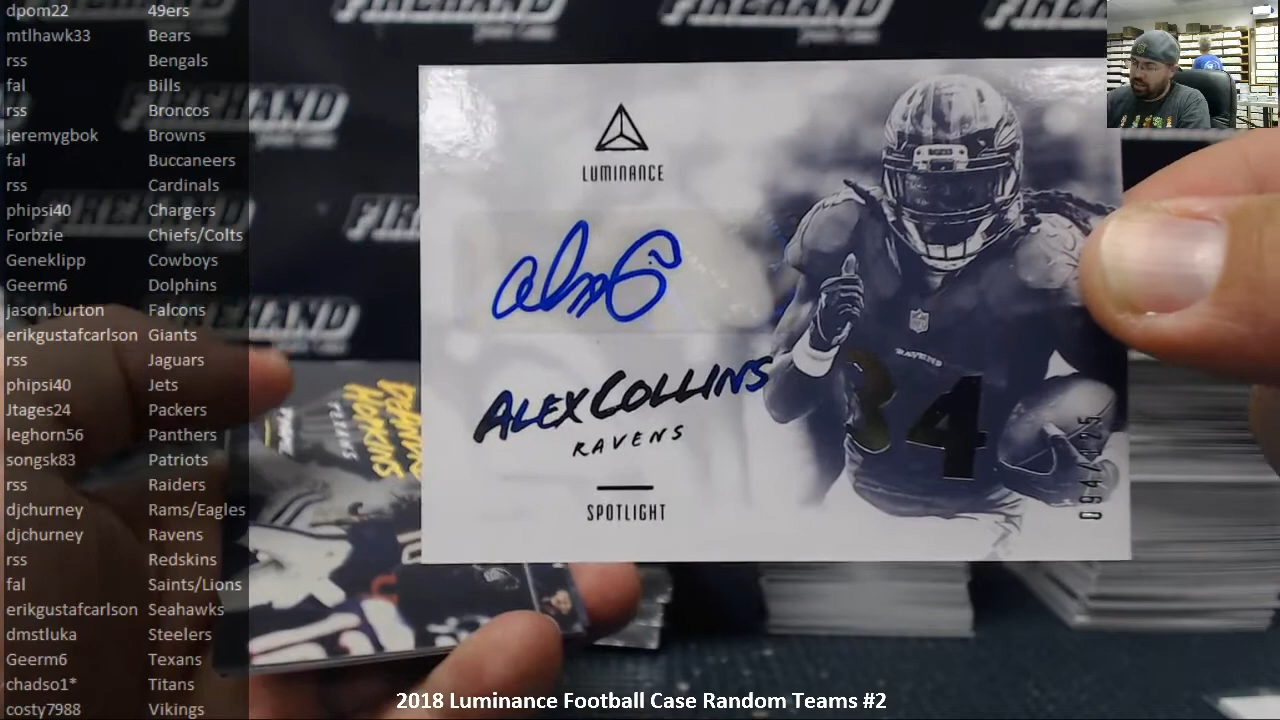 dpom22 49ers
mtlhawk33 Bears
rss Bengals
fal Bills
rss Broncos
jeremygbok Browns
fal Buccaneers
rss Cardinals
phipsi40 Chargers
Forbzie Chiefs/Colts
Geneklipp Cowboys
Geerm6 Dolphins
jason.burton Falcons
erikgustafcarlson Giants
rss Jaguars
phipsi40 Jets
Jtages24 Packers
leghorn56 Panthers
songsk83 Patriots
rss Raiders
djchurney Rams/Eagles
djchurney Ravens
rss Redskins
fal Saints/Lions
erikgustafcarlson Seahawks
dmstluka Steelers
Geerm6 Texans
chadso1* Titans
costy7988 Vikings
LUMINANCE
ALEX COLLINS
RAVENS
SPOTLIGHT
RAVENS
34
094/125
FIREHAND
2018 Luminance Football Case Random Teams #2